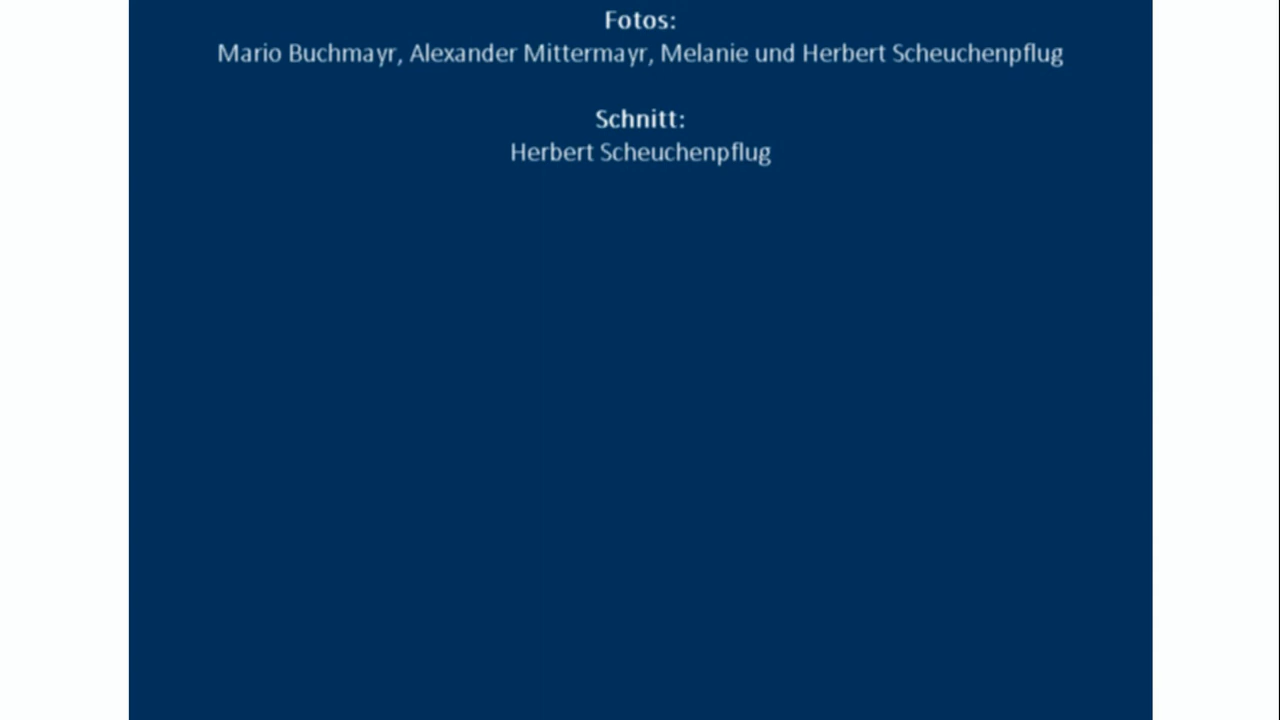 Fotos:
Mario Buchmayr, Alexander Mittermayr, Melanie und Herbert Scheuchenpflug
Schnitt:
Herbert Scheuchenpflug